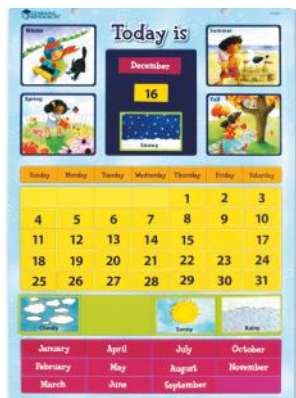 LEARNING RESOURCES
Today is
Winter
Summer
December
16
Snowy
Spring
Fall
Sunday Monday Tuesday Wednesday Thursday Friday Saturday
1 2 3
4 5 6 7 8 9 10
11 12 13 14 15 17
18 19 20 21 22 23 24
25 26 27 28 29 30 31
Cloudy Sunny Rainy
January April July October
February May August November
March June September